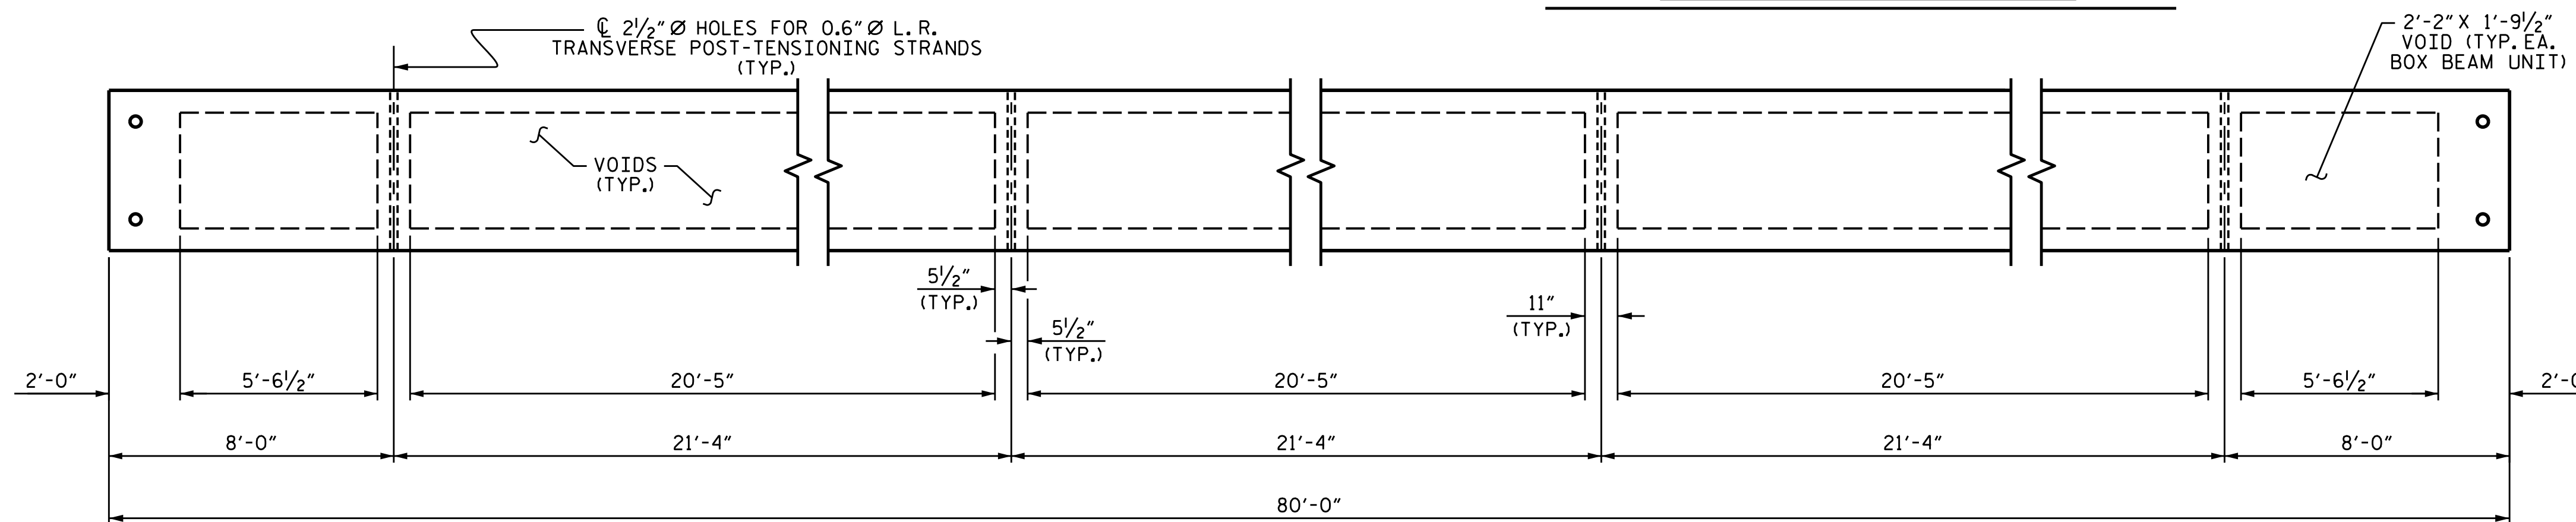 ℄ 2½"Ø HOLES FOR 0.6"Ø L.R.
TRANSVERSE POST-TENSIONING STRANDS
(TYP.)
2'-2" X 1'-9½"
VOID (TYP. EA.
BOX BEAM UNIT)
VOIDS
(TYP.)
5½"
(TYP.)
5½"
(TYP.)
11"
(TYP.)
2'-0"
5'-6½"
20'-5"
20'-5"
20'-5"
5'-6½"
8'-0"
21'-4"
21'-4"
21'-4"
8'-0"
80'-0"